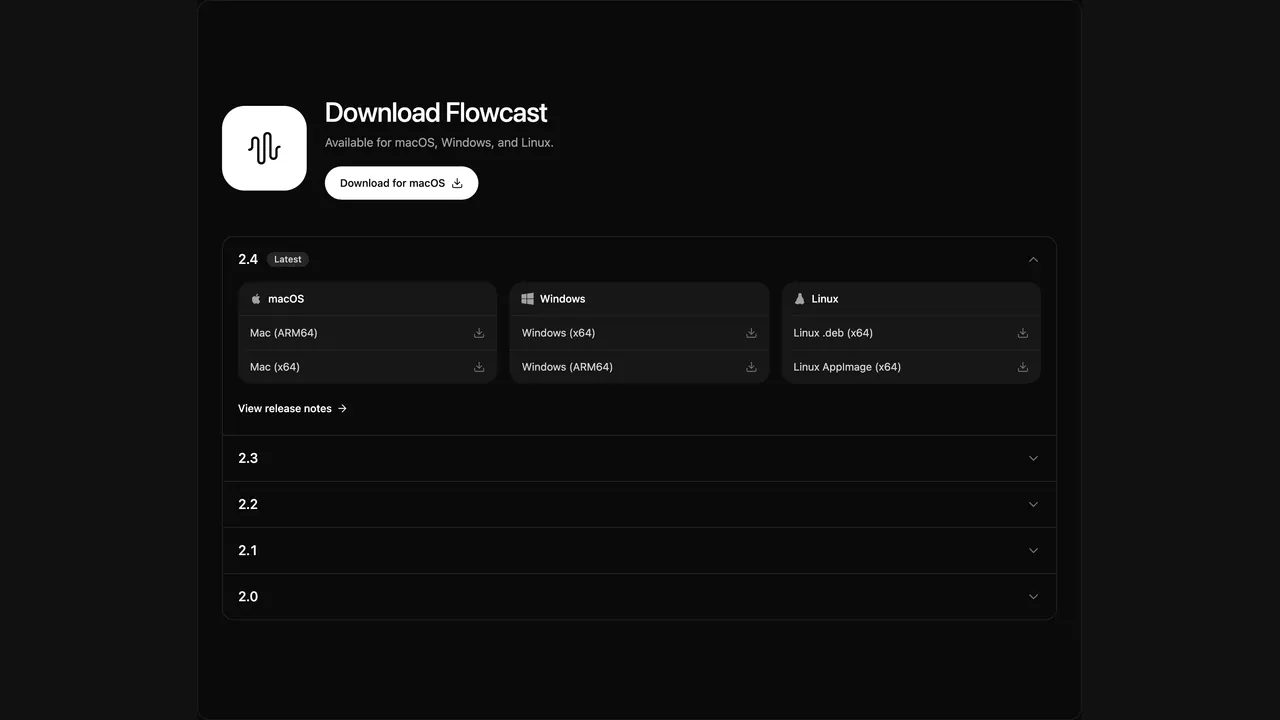 Download Flowcast
Available for macOS, Windows, and Linux.
Download for macOS
2.4 Latest
macOS
Mac (ARM64)
Mac (x64)
Windows
Windows (x64)
Windows (ARM64)
Linux
Linux .deb (x64)
Linux AppImage (x64)
View release notes →
2.3
2.2
2.1
2.0